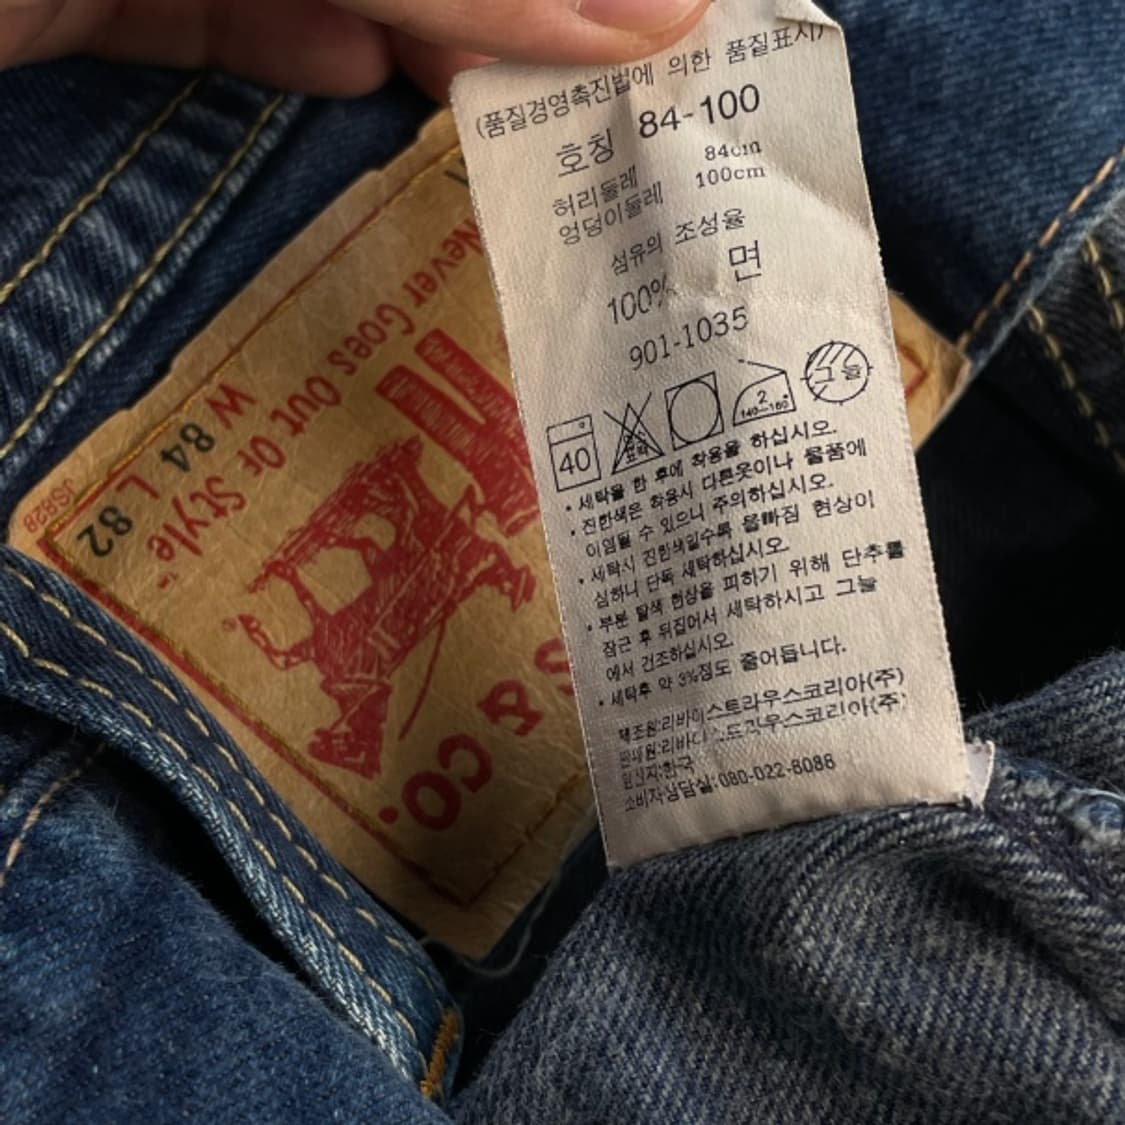 (품질경영촉진법에 의한 품질표시)
호칭 84-100
허리둘레 84cm
엉덩이둘레 100cm
섬유의 조성율
100% 면
901-1035
40
2
140-160°
그늘
• 세탁을 한 후에 착용을 하십시오.
• 진한색은 착용시 다른옷이나 물품에
이염될 수 있으니 주의하십시오.
• 세탁시 진한색일수록 물빠짐 현상이
심하니 단독 세탁하십시오.
• 부분 탈색 현상을 피하기 위해 단추를
잠근 후 뒤집어서 세탁하시고 그늘
에서 건조하십시오.
• 세탁후 약 3%정도 줄어듭니다.
제조원:리바이스트라우스코리아(주)
판매원:리바이 스트라우스코리아(주)
원산지:한국
소비자상담실:080-022-8086
Never Goes Out Of Style™
W 84 L 82
JS828
S & CO.